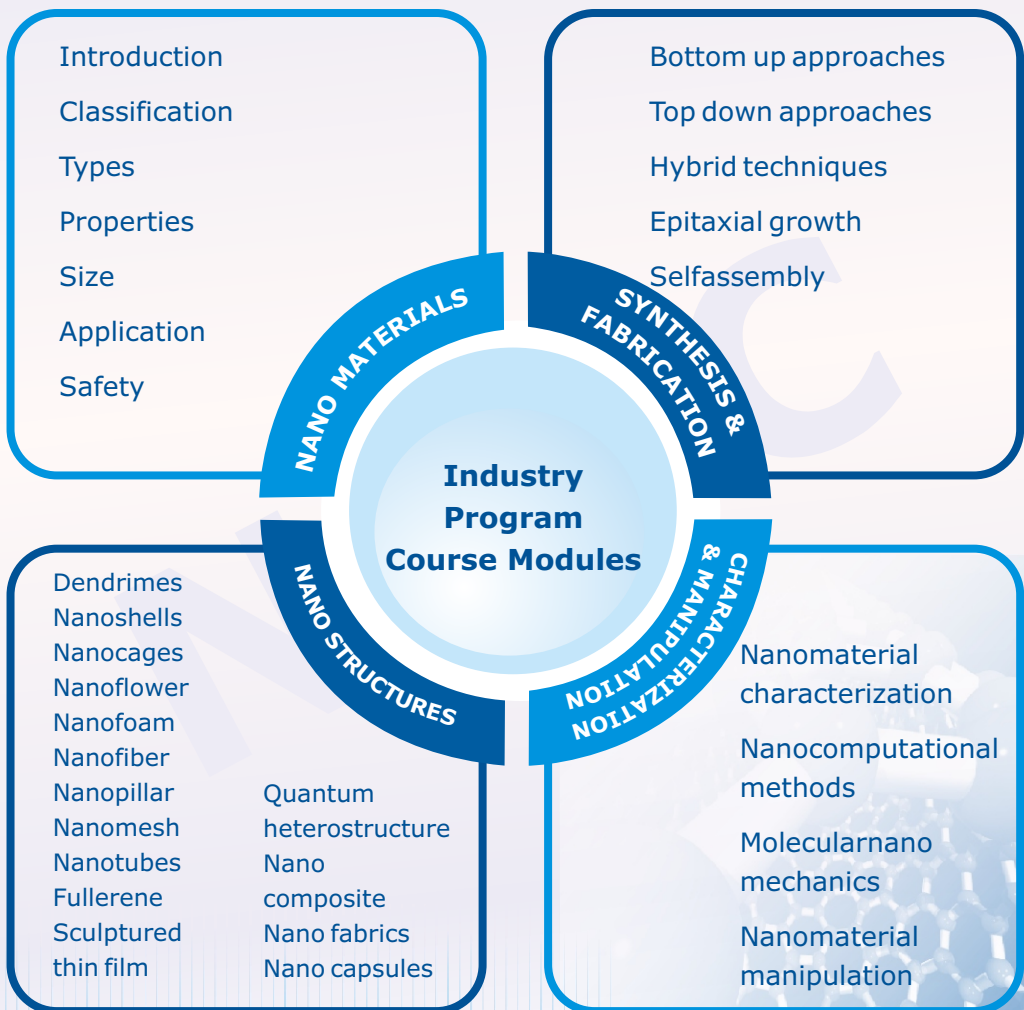 Introduction
Classification
Types
Properties
Size
Application
Safety
NANO MATERIALS
Bottom up approaches
Top down approaches
Hybrid techniques
Epitaxial growth
Selfassembly
SYNTHESIS &
FABRICATION
Industry
Program
Course Modules
Dendrimes
Nanoshells
Nanocages
Nanoflower
Nanofoam
Nanofiber
Nanopillar
Nanomesh
Nanotubes
Fullerene
Sculptured
thin film
Quantum
heterostructure
Nano
composite
Nano fabrics
Nano capsules
NANO STRUCTURES
CHARACTERIZATION
& MANIPULATION
Nanomaterial
characterization
Nanocomputational
methods
Molecularnano
mechanics
Nanomaterial
manipulation